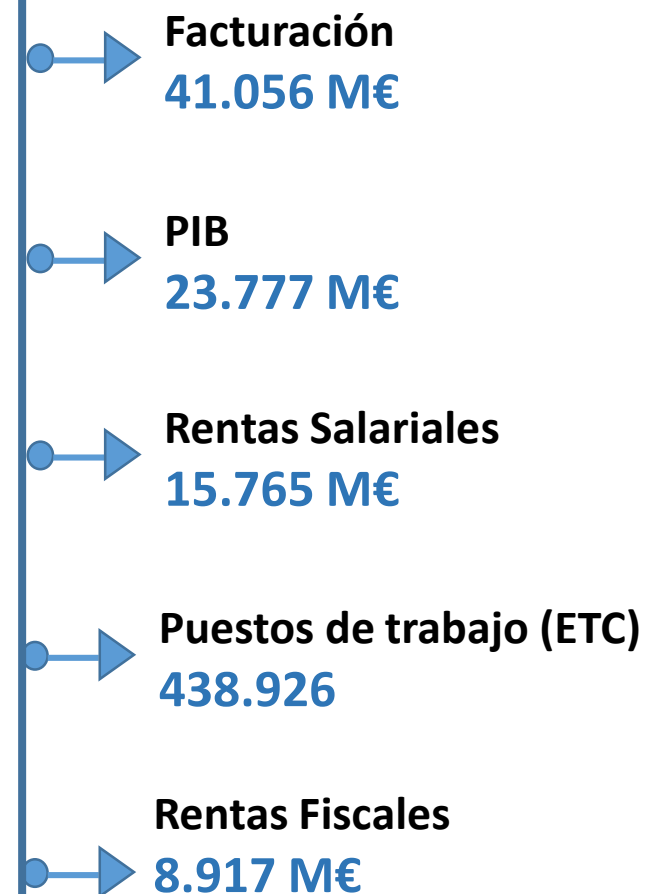 Facturación
41.056 M€
PIB
23.777 M€
Rentas Salariales
15.765 M€
Puestos de trabajo (ETC)
438.926
Rentas Fiscales
8.917 M€